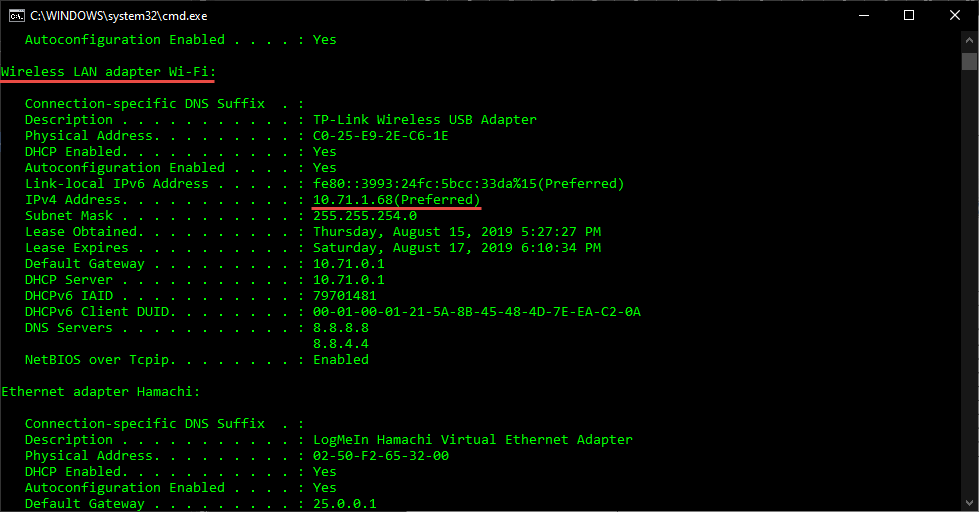 C:\WINDOWS\system32\cmd.exe
Autoconfiguration Enabled . . . . : Yes
Wireless LAN adapter Wi-Fi:
Connection-specific DNS Suffix  . :
Description . . . . . . . . . . . : TP-Link Wireless USB Adapter
Physical Address. . . . . . . . . : C0-25-E9-2E-C6-1E
DHCP Enabled. . . . . . . . . . . : Yes
Autoconfiguration Enabled . . . . : Yes
Link-local IPv6 Address . . . . . : fe80::3993:24fc:5bcc:33da%15(Preferred)
IPv4 Address. . . . . . . . . . . : 10.71.1.68(Preferred)
Subnet Mask . . . . . . . . . . . : 255.255.254.0
Lease Obtained. . . . . . . . . . : Thursday, August 15, 2019 5:27:27 PM
Lease Expires . . . . . . . . . . : Saturday, August 17, 2019 6:10:34 PM
Default Gateway . . . . . . . . . : 10.71.0.1
DHCP Server . . . . . . . . . . . : 10.71.0.1
DHCPv6 IAID . . . . . . . . . . . : 79701481
DHCPv6 Client DUID. . . . . . . . : 00-01-00-01-21-5A-8B-45-48-4D-7E-EA-C2-0A
DNS Servers . . . . . . . . . . . : 8.8.8.8
8.8.4.4
NetBIOS over Tcpip. . . . . . . . : Enabled
Ethernet adapter Hamachi:
Connection-specific DNS Suffix  . :
Description . . . . . . . . . . . : LogMeIn Hamachi Virtual Ethernet Adapter
Physical Address. . . . . . . . . : 02-50-F2-65-32-00
DHCP Enabled. . . . . . . . . . . : Yes
Autoconfiguration Enabled . . . . : Yes
Default Gateway . . . . . . . . . : 25.0.0.1